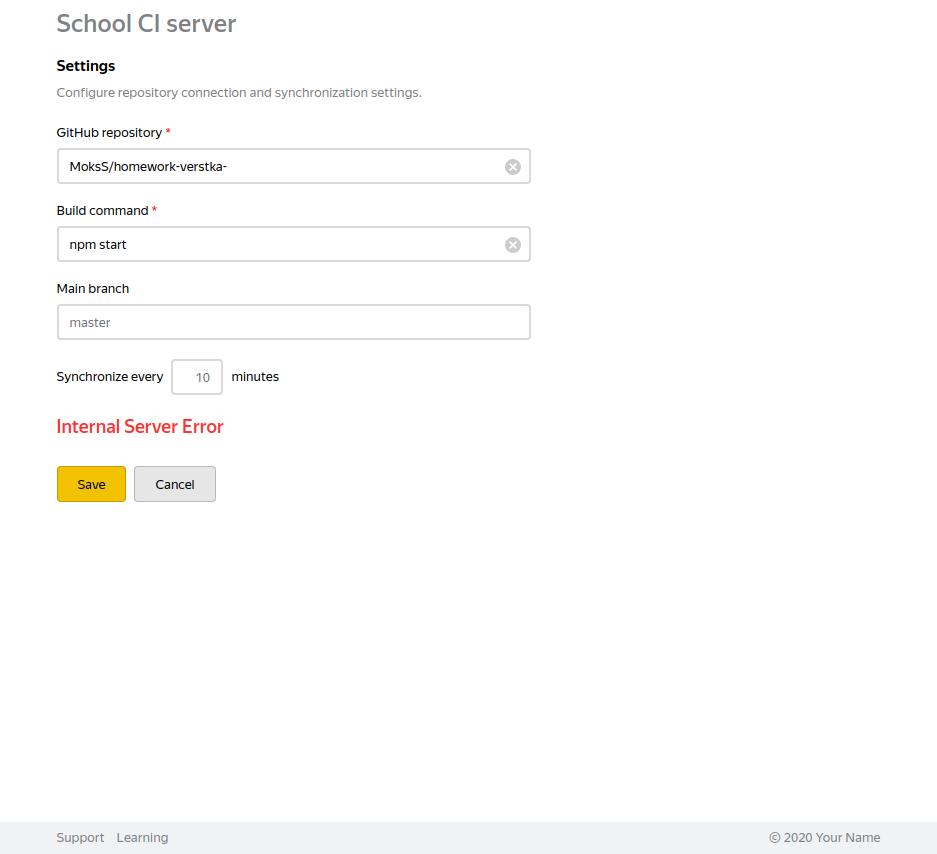 School CI server
Settings
Configure repository connection and synchronization settings.
GitHub repository *
MoksS/homework-verstka-
Build command *
npm start
Main branch
master
Synchronize every 10 minutes
Internal Server Error
Save Cancel
Support Learning © 2020 Your Name